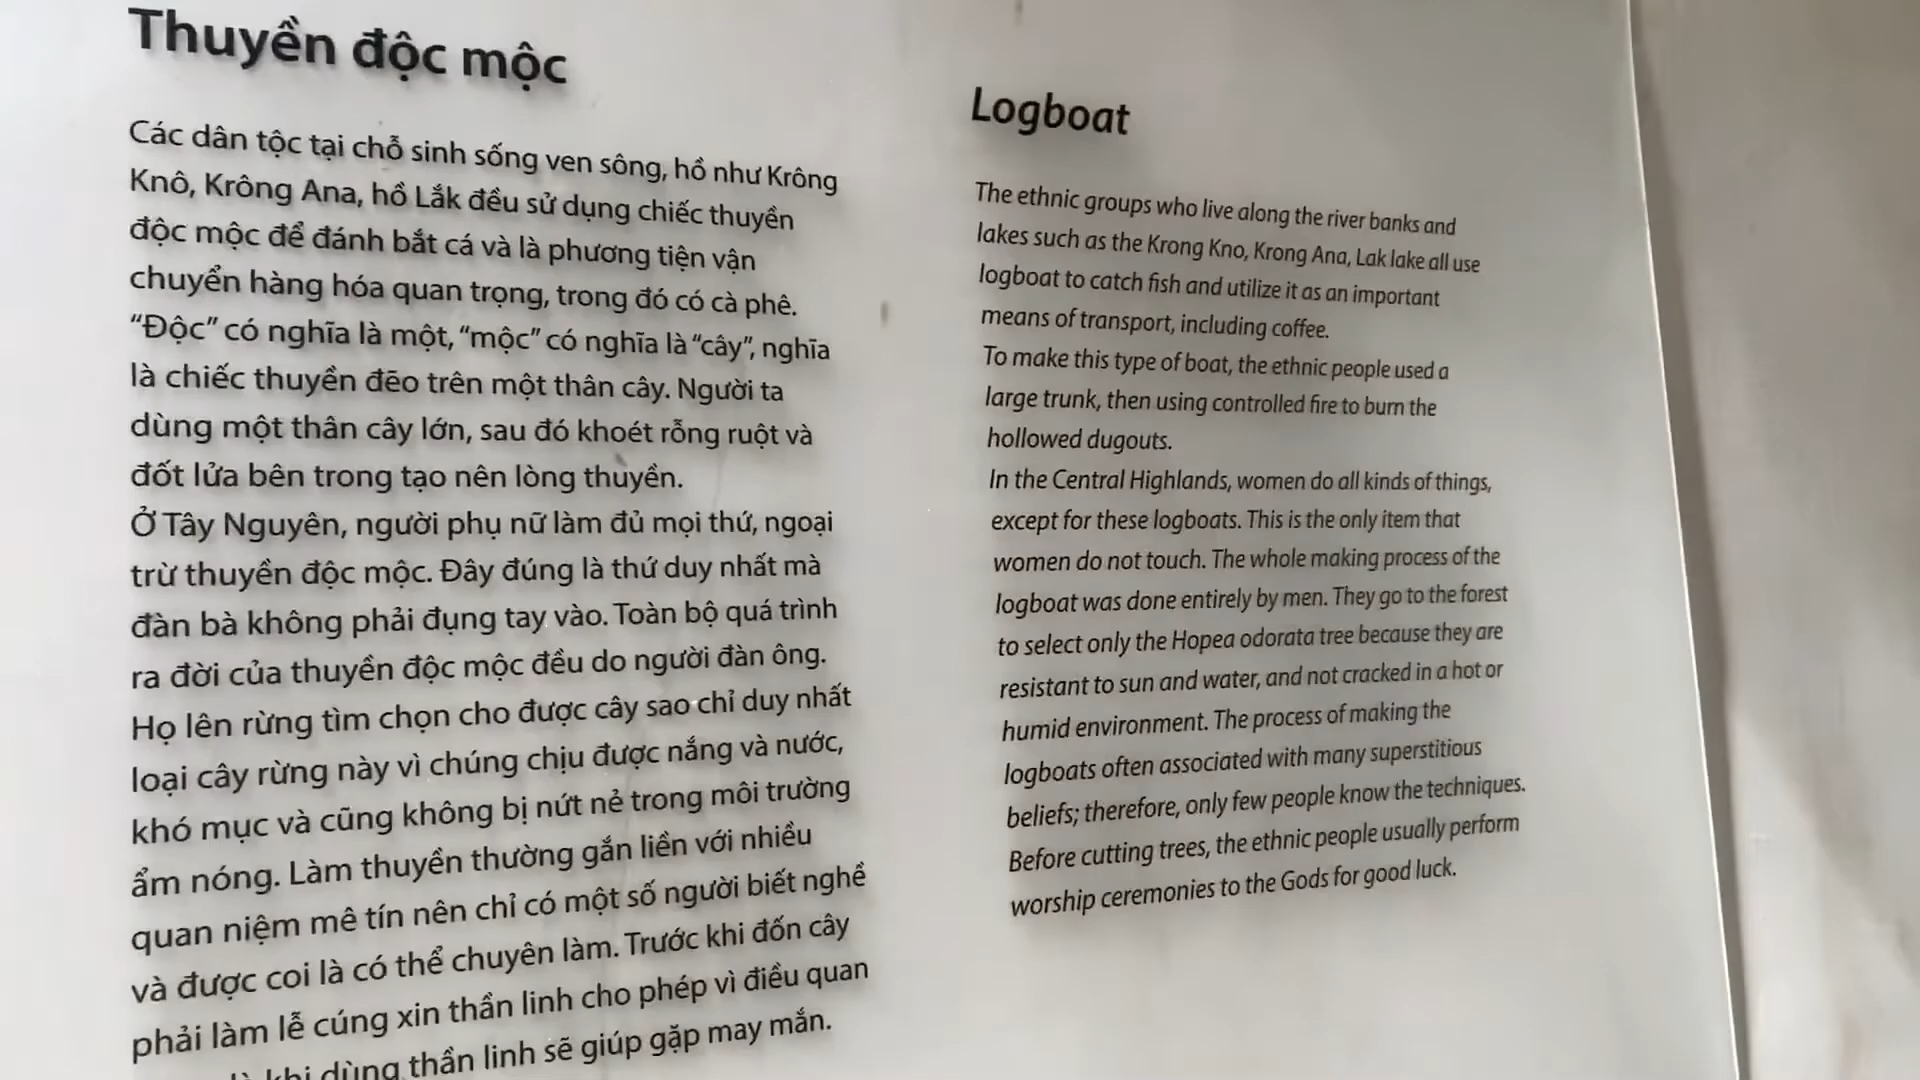 Thuyền độc mộc
Các dân tộc tại chỗ sinh sống ven sông, hồ như Krông
Knô, Krông Ana, hồ Lắk đều sử dụng chiếc thuyền
độc mộc để đánh bắt cá và là phương tiện vận
chuyển hàng hóa quan trọng, trong đó có cà phê.
“Độc” có nghĩa là một, “mộc” có nghĩa là “cây”, nghĩa
là chiếc thuyền đẽo trên một thân cây. Người ta
dùng một thân cây lớn, sau đó khoét rỗng ruột và
đốt lửa bên trong tạo nên lòng thuyền.
Ở Tây Nguyên, người phụ nữ làm đủ mọi thứ, ngoại
trừ thuyền độc mộc. Đây đúng là thứ duy nhất mà
đàn bà không phải đụng tay vào. Toàn bộ quá trình
ra đời của thuyền độc mộc đều do người đàn ông.
Họ lên rừng tìm chọn cho được cây sao chỉ duy nhất
loại cây rừng này vì chúng chịu được nắng và nước,
khó mục và cũng không bị nứt nẻ trong môi trường
ẩm nóng. Làm thuyền thường gắn liền với nhiều
quan niệm mê tín nên chỉ có một số người biết nghề
và được coi là có thể chuyên làm. Trước khi đốn cây
phải làm lễ cúng xin thần linh cho phép vì điều quan
là khi dùng thần linh sẽ giúp gặp may mắn.
Logboat
The ethnic groups who live along the river banks and
lakes such as the Krong Kno, Krong Ana, Lak lake all use
logboat to catch fish and utilize it as an important
means of transport, including coffee.
To make this type of boat, the ethnic people used a
large trunk, then using controlled fire to burn the
hollowed dugouts.
In the Central Highlands, women do all kinds of things,
except for these logboats. This is the only item that
women do not touch. The whole making process of the
logboat was done entirely by men. They go to the forest
to select only the Hopea odorata tree because they are
resistant to sun and water, and not cracked in a hot or
humid environment. The process of making the
logboats often associated with many superstitious
beliefs; therefore, only few people know the techniques.
Before cutting trees, the ethnic people usually perform
worship ceremonies to the Gods for good luck.